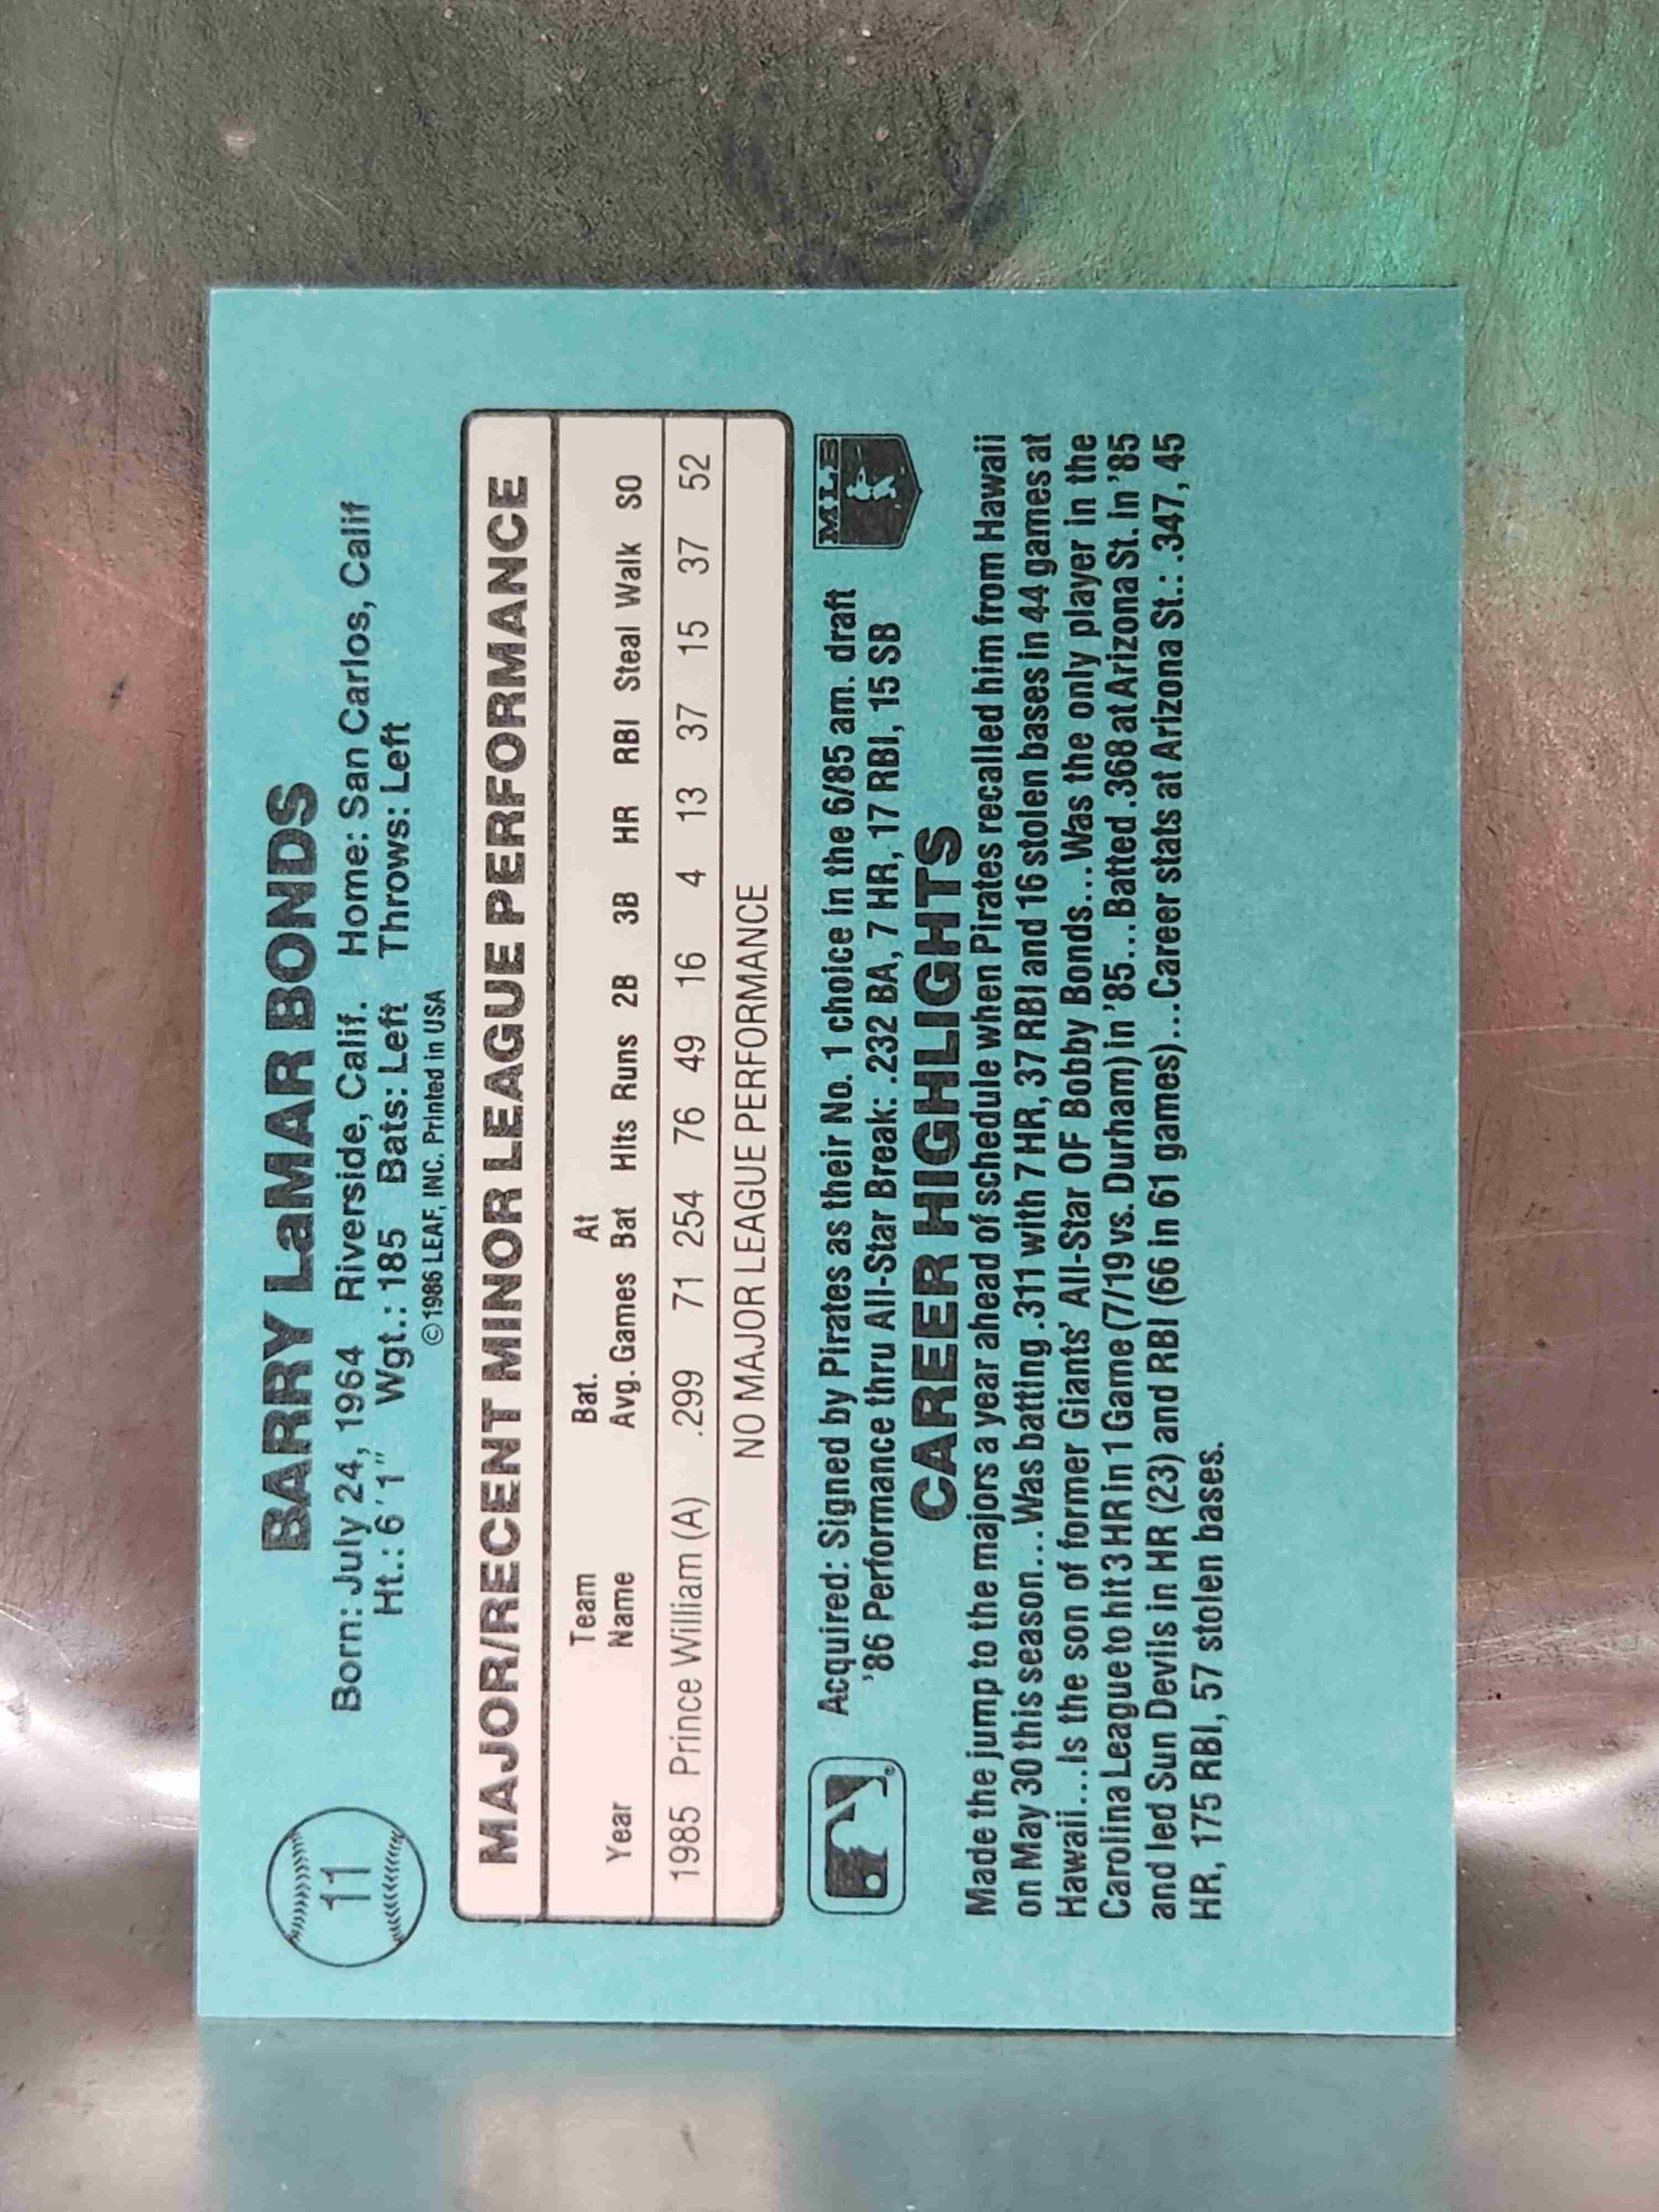 11
BARRY LaMAR BONDS
Born: July 24, 1964 Riverside, Calif. Home: San Carlos, Calif
Ht.: 6'1" Wgt.: 185 Bats: Left Throws: Left
©1986 LEAF, INC. Printed in USA
MAJOR/RECENT MINOR LEAGUE PERFORMANCE
Team Bat. At
Year Name Avg. Games Bat Hits Runs 2B 3B HR RBI Steal Walk SO
1985 Prince William (A) .299 71 254 76 49 16 4 13 37 15 37 52
NO MAJOR LEAGUE PERFORMANCE
Acquired: Signed by Pirates as their No. 1 choice in the 6/85 am. draft
'86 Performance thru All-Star Break: .232 BA, 7 HR, 17 RBI, 15 SB
MLB
CAREER HIGHLIGHTS
Made the jump to the majors a year ahead of schedule when Pirates recalled him from Hawaii
on May 30 this season...Was batting .311 with 7 HR, 37 RBI and 16 stolen bases in 44 games at
Hawaii...Is the son of former Giants' All-Star OF Bobby Bonds...Was the only player in the
Carolina League to hit 3 HR in 1 Game (7/19 vs. Durham) in '85...Batted .368 at Arizona St. in '85
and led Sun Devils in HR (23) and RBI (66 in 61 games)...Career stats at Arizona St.: .347, 45
HR, 175 RBI, 57 stolen bases.